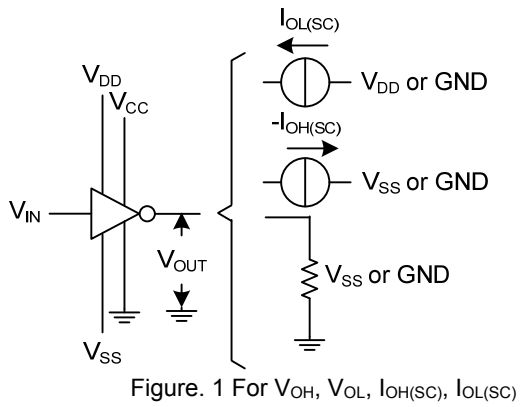 I_OL(SC)
V_DD or GND
-I_OH(SC)
V_SS or GND
V_SS or GND
V_DD
V_CC
V_IN
V_OUT
V_SS
Figure. 1 For V_OH, V_OL, I_OH(SC), I_OL(SC)